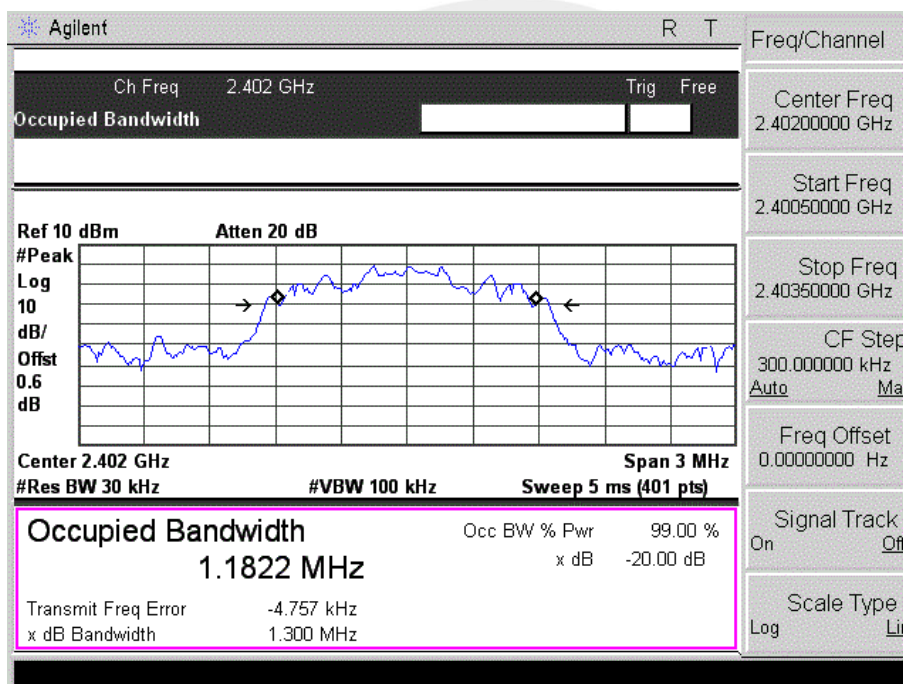 Agilent R T
Freq/Channel
Ch Freq 2.402 GHz Trig Free
Occupied Bandwidth
Center Freq
2.40200000 GHz
Start Freq
2.40050000 GHz
Stop Freq
2.40350000 GHz
CF Step
300.000000 kHz
Auto Ma
Freq Offset
0.00000000 Hz
Signal Track
On Off
Scale Type
Log Lin
Ref 10 dBm Atten 20 dB
#Peak
Log
10
dB/
Offst
0.6
dB
Center 2.402 GHz Span 3 MHz
#Res BW 30 kHz #VBW 100 kHz Sweep 5 ms (401 pts)
Occupied Bandwidth Occ BW % Pwr 99.00 %
1.1822 MHz x dB -20.00 dB
Transmit Freq Error -4.757 kHz
x dB Bandwidth 1.300 MHz